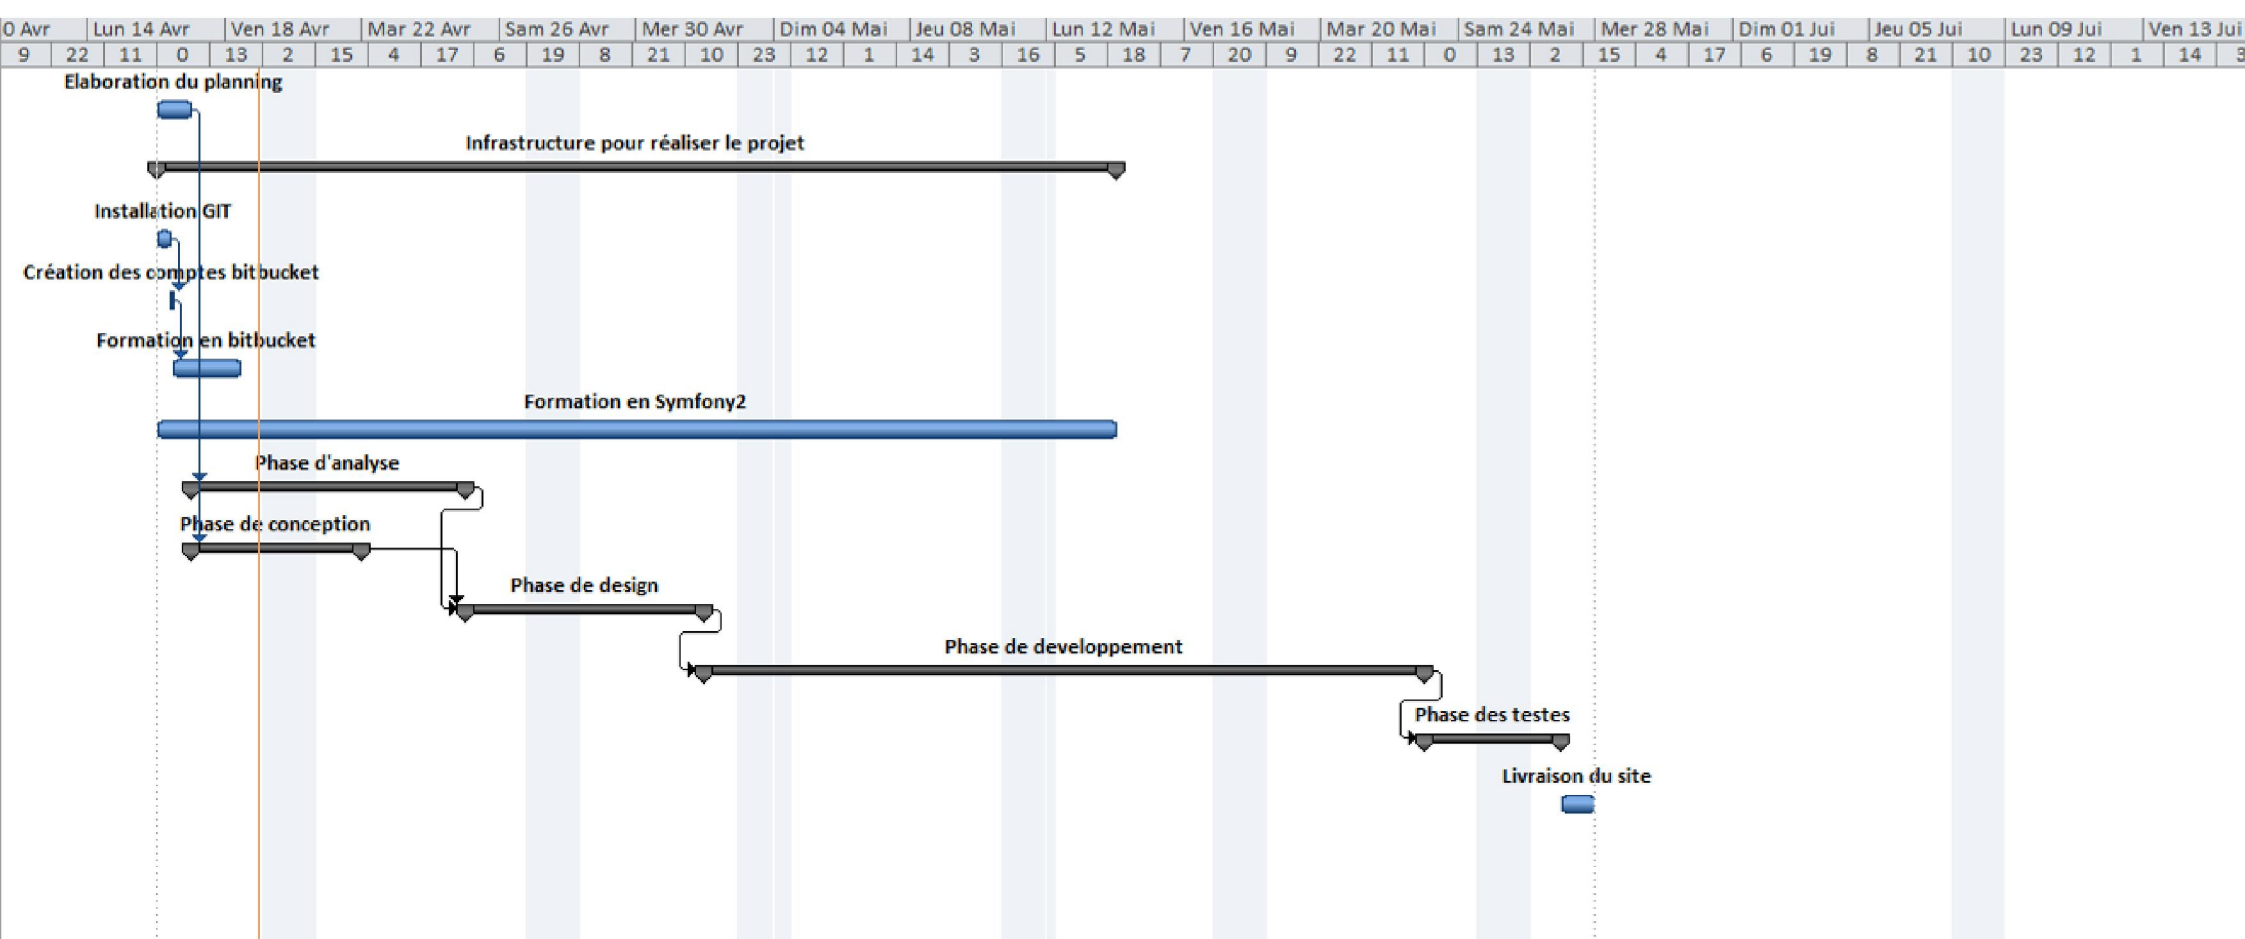 0 Avr Lun 14 Avr Ven 18 Avr Mar 22 Avr Sam 26 Avr Mer 30 Avr Dim 04 Mai Jeu 08 Mai Lun 12 Mai Ven 16 Mai Mar 20 Mai Sam 24 Mai Mer 28 Mai Dim 01 Jui Jeu 05 Jui Lun 09 Jui Ven 13 Jui
9 22 11 0 13 2 15 4 17 6 19 8 21 10 23 12 1 14 3 16 5 18 7 20 9 22 11 0 13 2 15 4 17 6 19 8 21 10 23 12 1 14 3
Elaboration du planning
Infrastructure pour réaliser le projet
Installation GIT
Création des comptes bitbucket
Formation en bitbucket
Formation en Symfony2
Phase d'analyse
Phase de conception
Phase de design
Phase de developpement
Phase des testes
Livraison du site